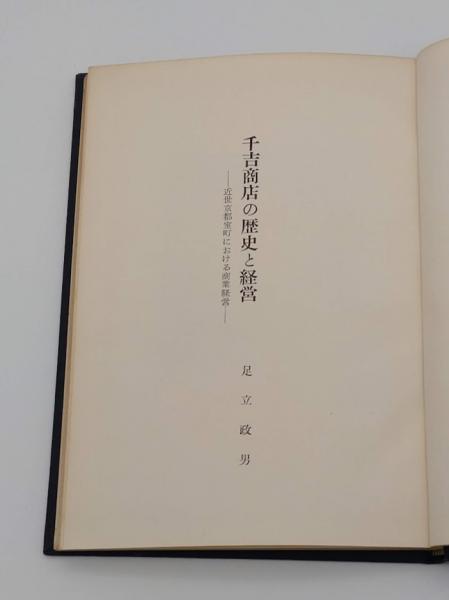 千吉商店の歴史と経営
――近世京都室町における商業経営――
足立政男